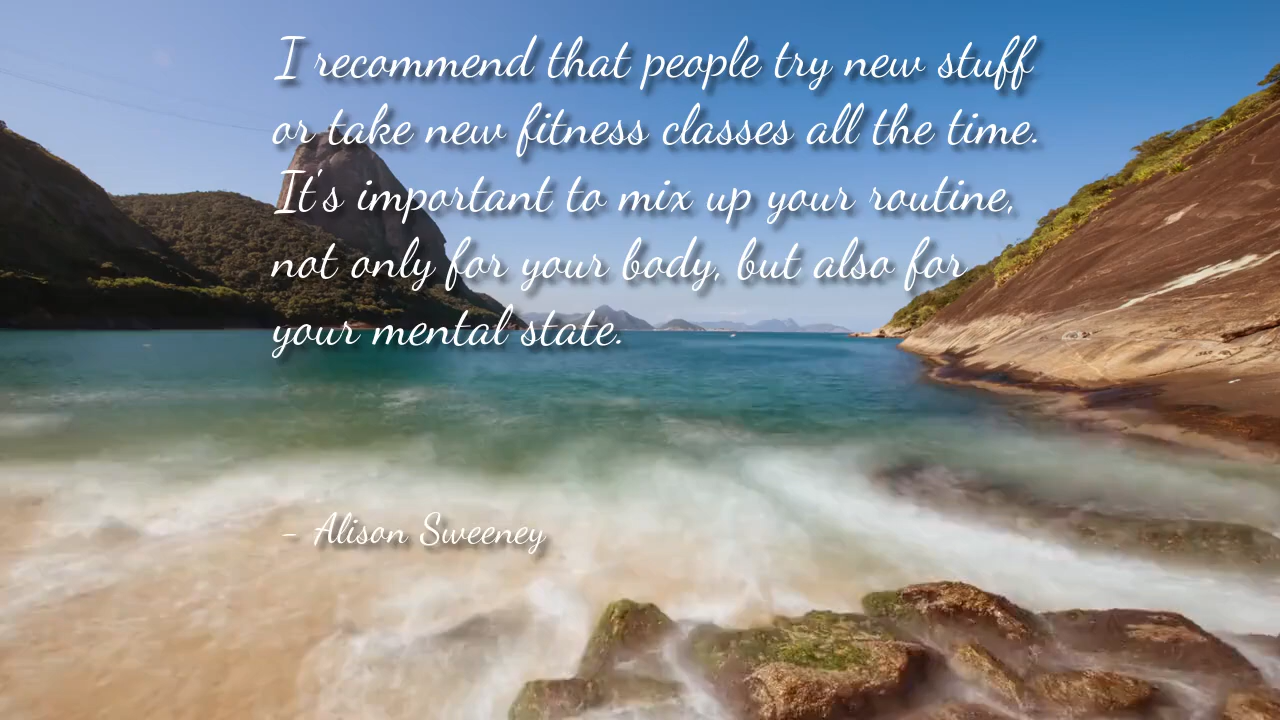 I recommend that people try new stuff
or take new fitness classes all the time.
It's important to mix up your routine,
not only for your body, but also for
your mental state.
- Alison Sweeney